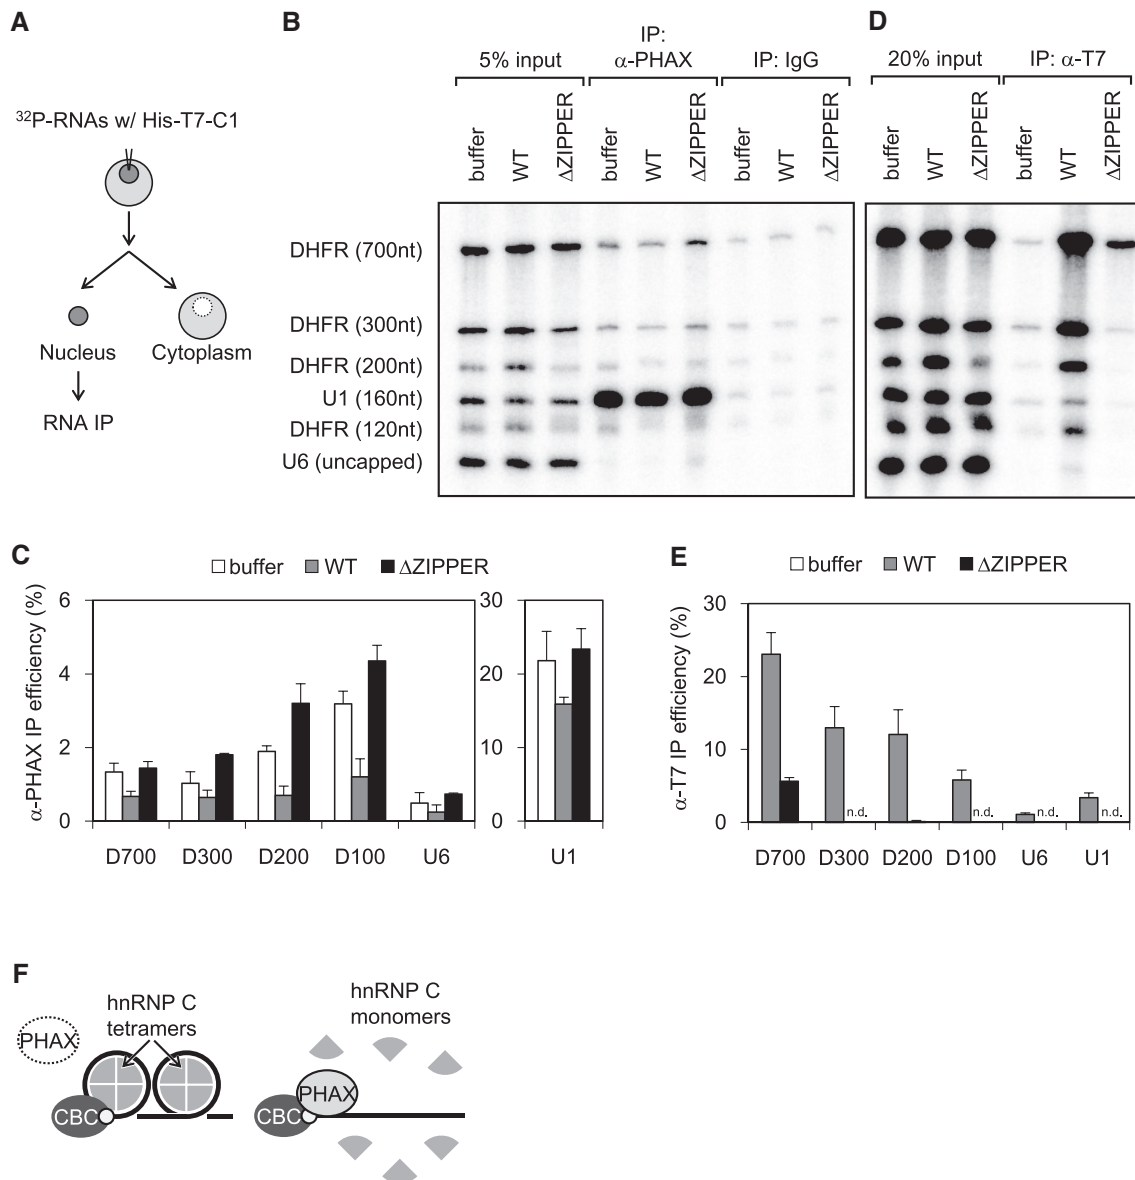 A
³²P-RNAs w/ His-T7-C1
Nucleus
Cytoplasm
RNA IP
B
5% input
IP:
α-PHAX
IP: IgG
buffer
WT
ΔZIPPER
buffer
WT
ΔZIPPER
buffer
WT
ΔZIPPER
DHFR (700nt)
DHFR (300nt)
DHFR (200nt)
U1 (160nt)
DHFR (120nt)
U6 (uncapped)
D
20% input
IP: α-T7
buffer
WT
ΔZIPPER
buffer
WT
ΔZIPPER
C
buffer WT ΔZIPPER
α-PHAX IP efficiency (%)
6
4
2
0
D700 D300 D200 D100 U6
30
20
10
0
U1
E
buffer WT ΔZIPPER
α-T7 IP efficiency (%)
30
20
10
0
n.d. n.d. n.d. n.d.
D700 D300 D200 D100 U6 U1
F
PHAX
hnRNP C
tetramers
CBC
hnRNP C
monomers
PHAX
CBC